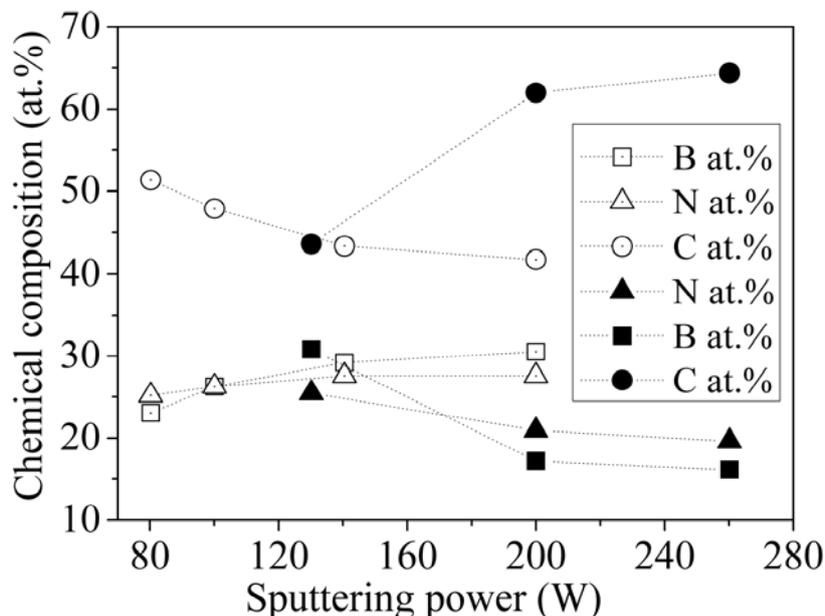 Chemical composition (at.%)
70
60
50
40
30
20
10
B at.%
N at.%
C at.%
N at.%
B at.%
C at.%
80 120 160 200 240 280
Sputtering power (W)